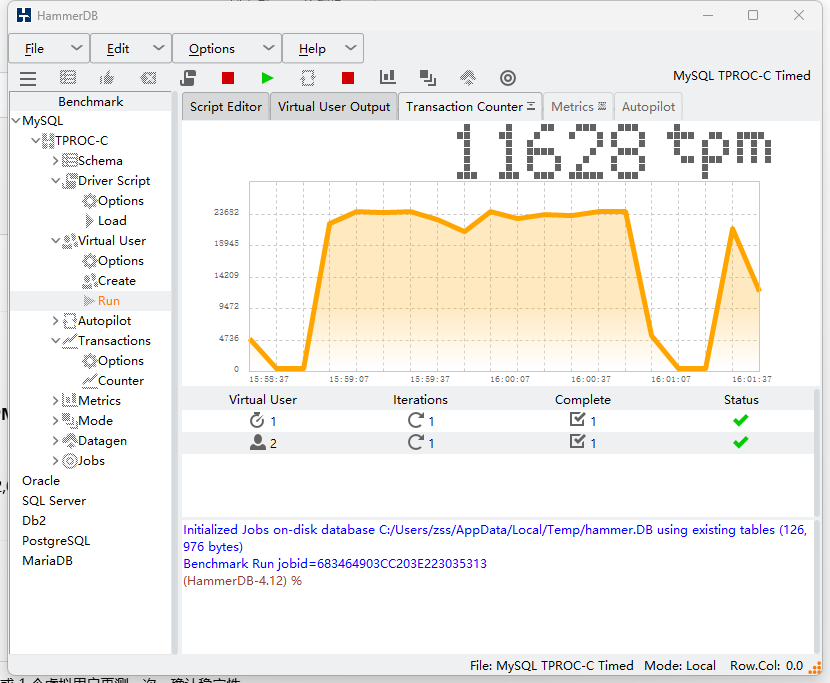 HammerDB
File Edit Options Help
MySQL TPROC-C Timed
Benchmark
MySQL
TPROC-C
Schema
Driver Script
Options
Load
Virtual User
Options
Create
Run
Autopilot
Transactions
Options
Counter
Metrics
Mode
Datagen
Jobs
Oracle
SQL Server
Db2
PostgreSQL
MariaDB
Script Editor Virtual User Output Transaction Counter Metrics Autopilot
11628 tpm
23682
18945
14209
9472
4736
0
15:58:37 15:59:07 15:59:37 16:00:07 16:00:37 16:01:07 16:01:37
Virtual User Iterations Complete Status
1 1 1
2 1 1
Initialized Jobs on-disk database C:/Users/zss/AppData/Local/Temp/hammer.DB using existing tables (126,
976 bytes)
Benchmark Run jobid=683464903CC203E223035313
(HammerDB-4.12) %
File: MySQL TPROC-C Timed Mode: Local Row.Col: 0.0